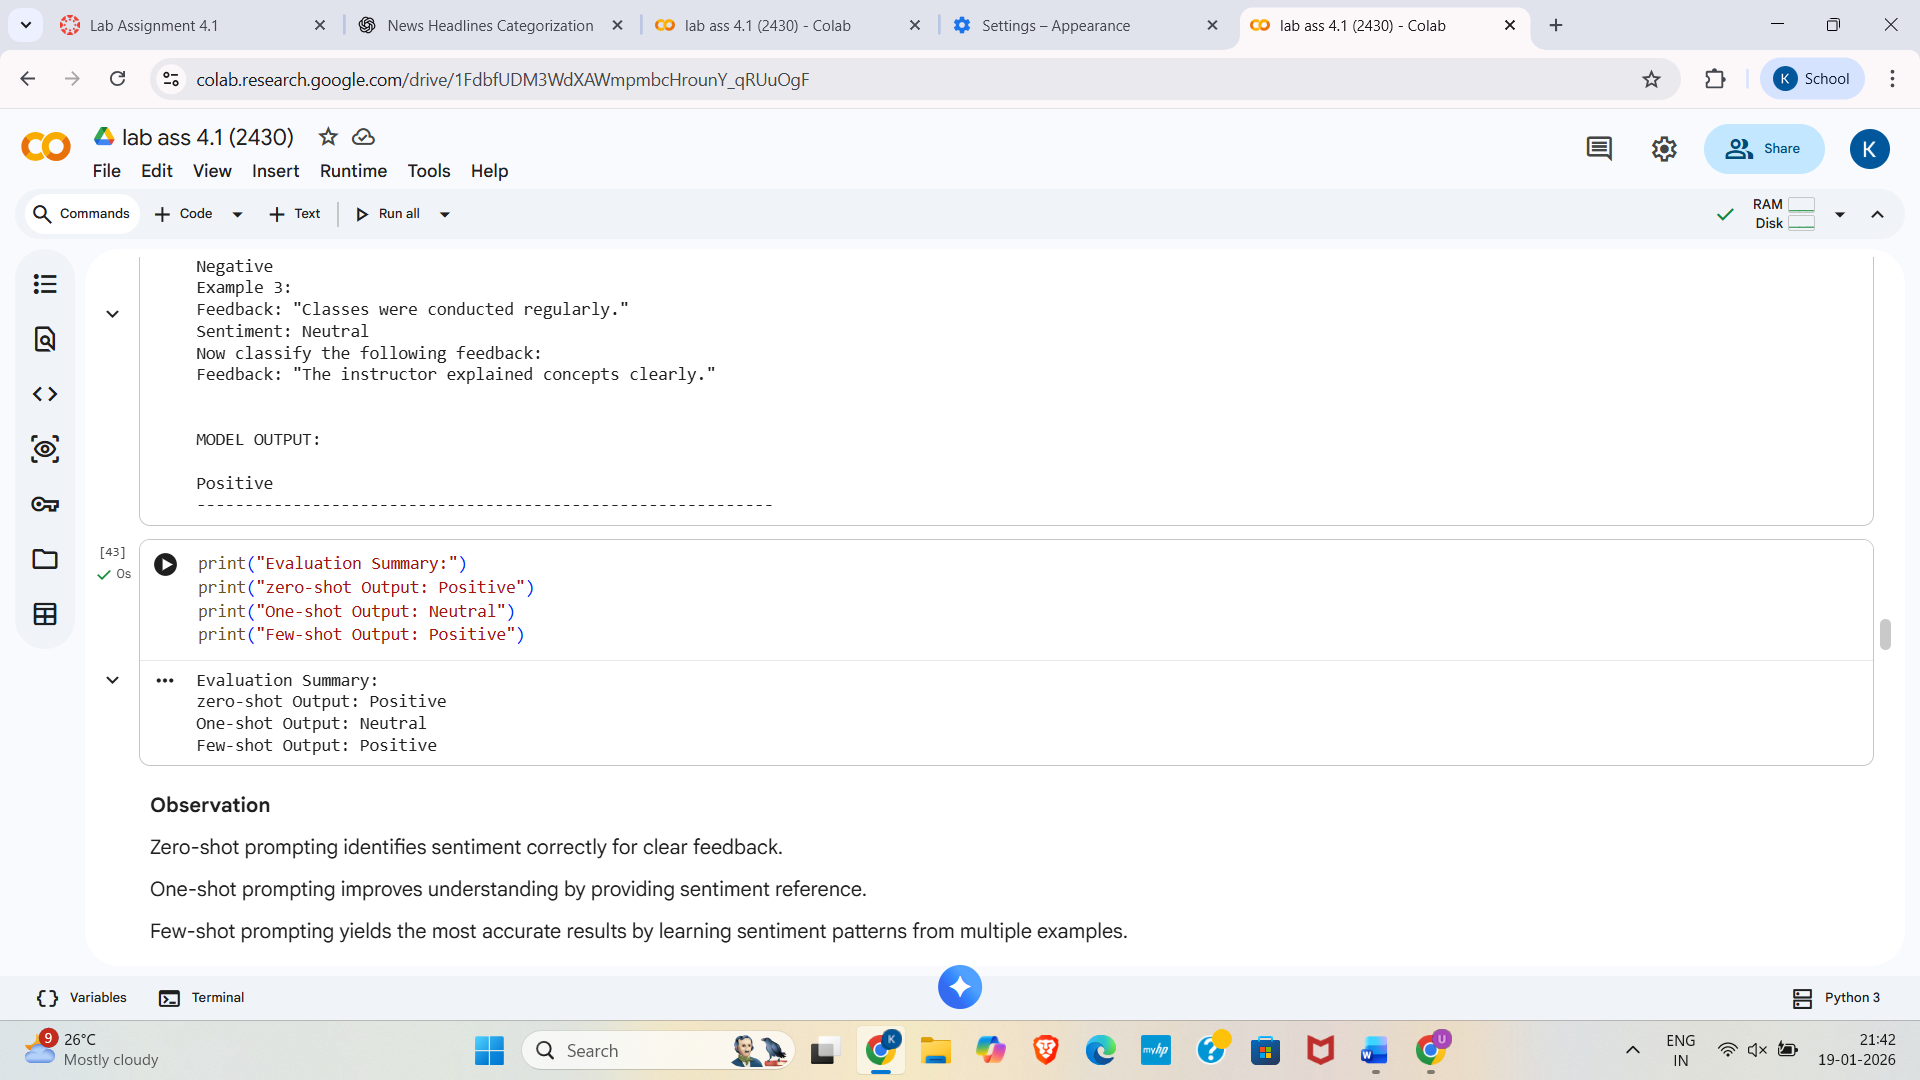 Lab Assignment 4.1
News Headlines Categorization
lab ass 4.1 (2430) - Colab
Settings – Appearance
lab ass 4.1 (2430) - Colab
colab.research.google.com/drive/1FdbfUDM3WdXAWmpmbcHrounY_qRUuOgF
K School
lab ass 4.1 (2430)
File Edit View Insert Runtime Tools Help
Share
K
Commands
+ Code
+ Text
Run all
RAM
Disk
Negative
Example 3:
Feedback: "Classes were conducted regularly."
Sentiment: Neutral
Now classify the following feedback:
Feedback: "The instructor explained concepts clearly."
MODEL OUTPUT:
Positive
------------------------------------------------------------
[43]
0s
print("Evaluation Summary:")
print("zero-shot Output: Positive")
print("One-shot Output: Neutral")
print("Few-shot Output: Positive")
Evaluation Summary:
zero-shot Output: Positive
One-shot Output: Neutral
Few-shot Output: Positive
Observation
Zero-shot prompting identifies sentiment correctly for clear feedback.
One-shot prompting improves understanding by providing sentiment reference.
Few-shot prompting yields the most accurate results by learning sentiment patterns from multiple examples.
Variables
Terminal
Python 3
9
26°C
Mostly cloudy
Search
K
myhp
W
U
ENG
IN
21:42
19-01-2026